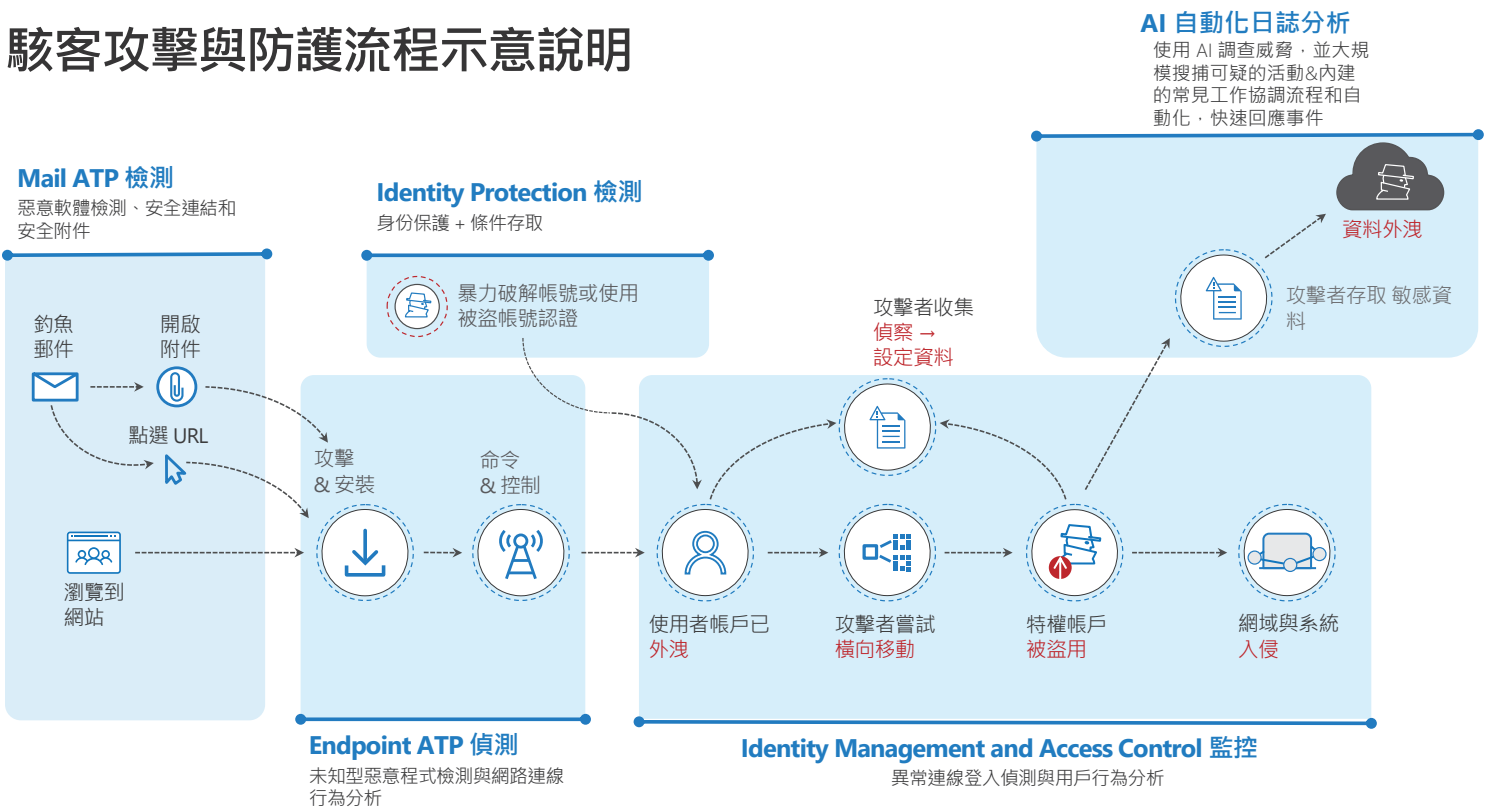 駭客攻擊與防護流程示意說明
AI 自動化日誌分析
使用 AI 調查威脅，並大規
模搜捕可疑的活動&內建
的常見工作協調流程和自
動化，快速回應事件
Mail ATP 檢測
惡意軟體檢測、安全連結和
安全附件
Identity Protection 檢測
身份保護 + 條件存取
資料外洩
攻擊者存取 敏感資
料
暴力破解帳號或使用
被盜帳號認證
攻擊者收集
偵察 →
設定資料
釣魚
郵件
開啟
附件
點選 URL
瀏覽到
網站
攻擊
& 安裝
命令
& 控制
使用者帳戶已
外洩
攻擊者嘗試
橫向移動
特權帳戶
被盜用
網域與系統
入侵
Endpoint ATP 偵測
未知型惡意程式檢測與網路連線
行為分析
Identity Management and Access Control 監控
異常連線登入偵測與用戶行為分析